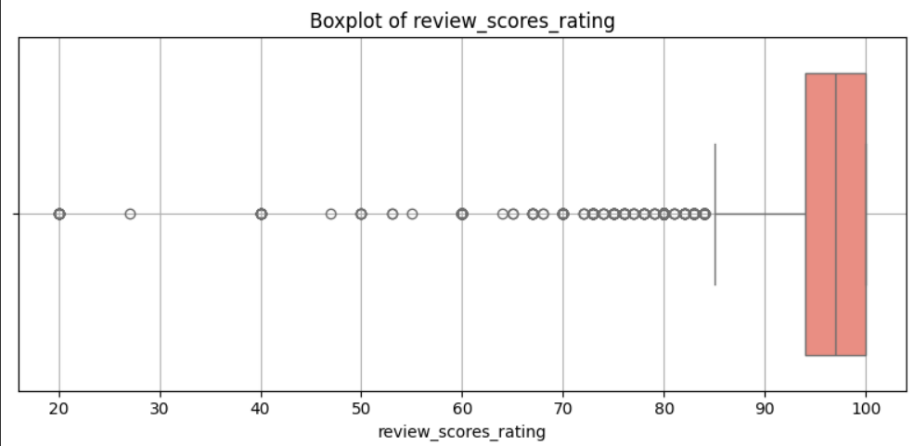 Boxplot of review_scores_rating
20 30 40 50 60 70 80 90 100
review_scores_rating